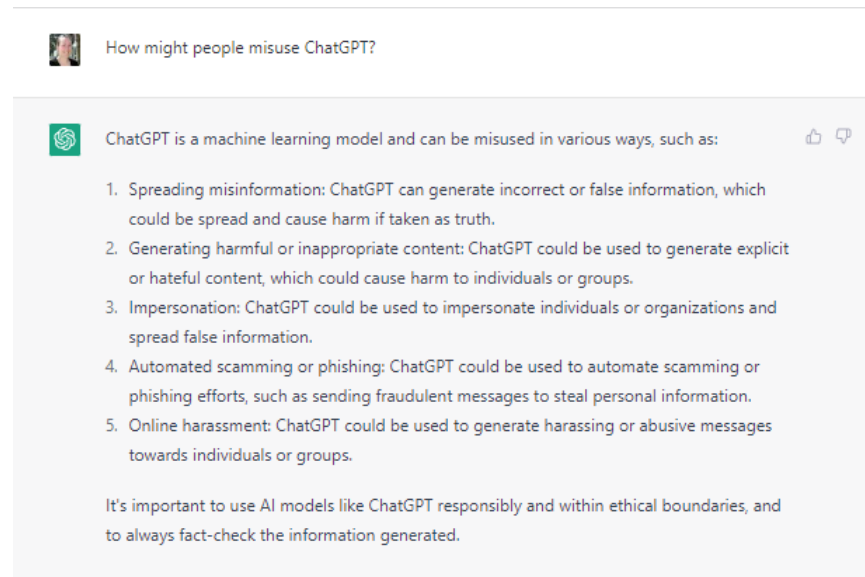 How might people misuse ChatGPT?
ChatGPT is a machine learning model and can be misused in various ways, such as:
1. Spreading misinformation: ChatGPT can generate incorrect or false information, which
could be spread and cause harm if taken as truth.
2. Generating harmful or inappropriate content: ChatGPT could be used to generate explicit
or hateful content, which could cause harm to individuals or groups.
3. Impersonation: ChatGPT could be used to impersonate individuals or organizations and
spread false information.
4. Automated scamming or phishing: ChatGPT could be used to automate scamming or
phishing efforts, such as sending fraudulent messages to steal personal information.
5. Online harassment: ChatGPT could be used to generate harassing or abusive messages
towards individuals or groups.
It's important to use AI models like ChatGPT responsibly and within ethical boundaries, and
to always fact-check the information generated.